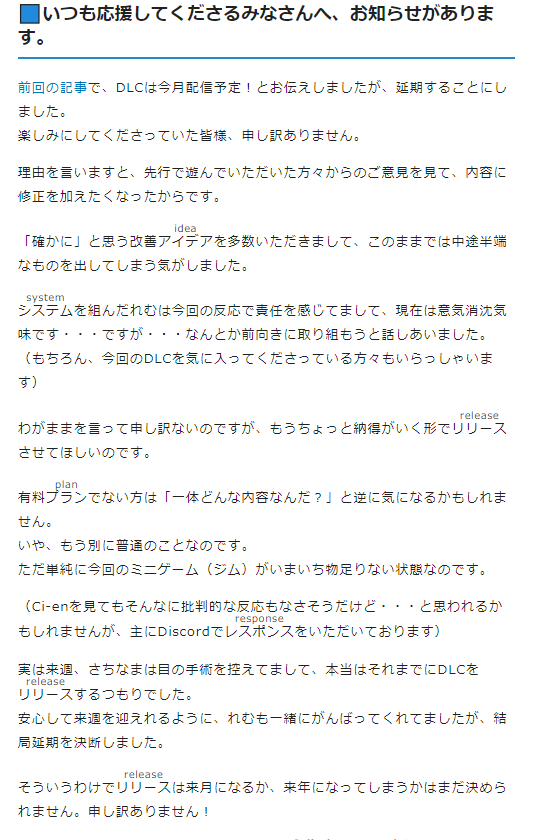 🟦いつも応援してくださるみなさんへ、お知らせがありま
す。
前回の記事で、DLCは今月配信予定！とお伝えしましたが、延期することにし
ました。
楽しみにしてくださっていた皆様、申し訳ありません。
理由を言いますと、先行で遊んでいただいた方々からのご意見を見て、内容に
修正を加えたくなったからです。
idea
「確かに」と思う改善アイデアを多数いただきまして、このままでは中途半端
なものを出してしまう気がしました。
system
システムを組んだれむは今回の反応で責任を感じてまして、現在は意気消沈気
味です・・・ですが・・・なんとか前向きに取り組もうと話しあいました。
（もちろん、今回のDLCを気に入ってくださっている方々もいらっしゃいま
す）
release
わがままを言って申し訳ないのですが、もうちょっと納得がいく形でリリース
させてほしいのです。
plan
有料プランでない方は「一体どんな内容なんだ？」と逆に気になるかもしれま
せん。
いや、もう別に普通のことなのです。
ただ単純に今回のミニゲーム（ジム）がいまいち物足りない状態なのです。
（Ci-enを見てもそんなに批判的な反応もなさそうだけど・・・と思われるか
response
もしれませんが、主にDiscordでレスポンスをいただいております）
実は来週、さちなまは目の手術を控えてまして、本当はそれまでにDLCを
release
リリースするつもりでした。
安心して来週を迎えれるように、れむも一緒にがんばってくれてましたが、結
局延期を決断しました。
release
そういうわけでリリースは来月になるか、来年になってしまうかはまだ決めら
れません。申し訳ありません！